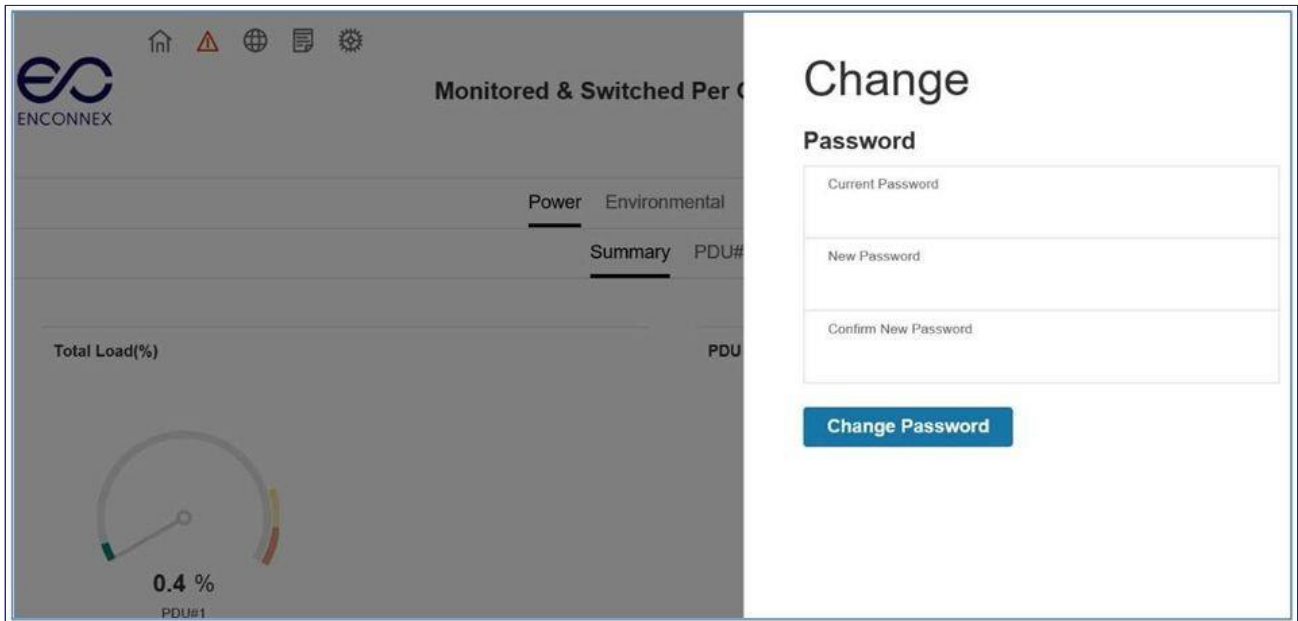 ENCONNEX
Monitored & Switched Per
Power Environmental
Summary PDU#
Total Load(%)
PDU
0.4 %
PDU#1
Change
Password
Current Password
New Password
Confirm New Password
Change Password